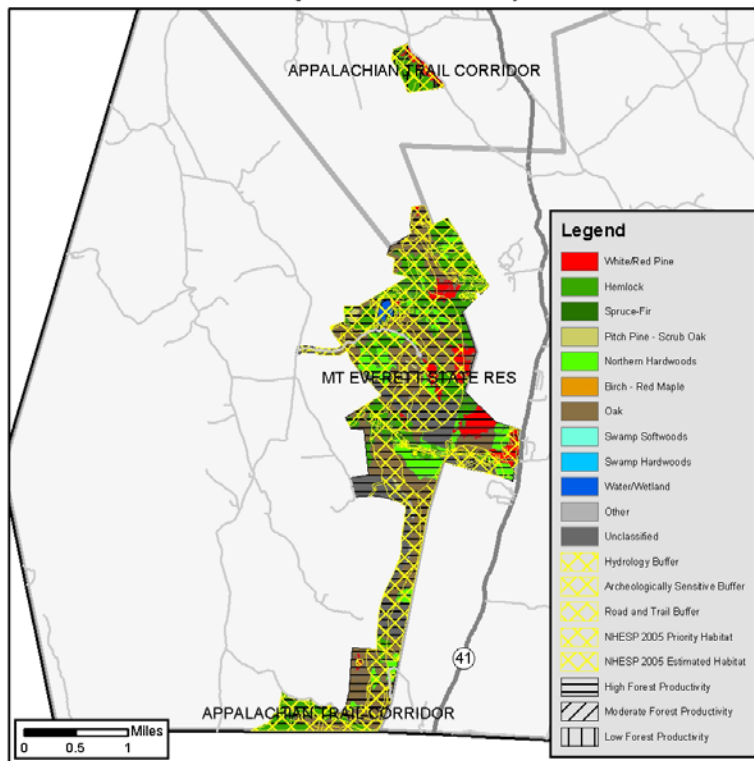 APPALACHIAN TRAIL CORRIDOR
MT EVERETT STATE RES
APPALACHIAN TRAIL CORRIDOR
41
Miles
0 0.5 1
Legend
White/Red Pine
Hemlock
Spruce-Fir
Pitch Pine - Scrub Oak
Northern Hardwoods
Birch - Red Maple
Oak
Swamp Softwoods
Swamp Hardwoods
Water/Wetland
Other
Unclassified
Hydrology Buffer
Archeologically Sensitive Buffer
Road and Trail Buffer
NHESP 2005 Priority Habitat
NHESP 2005 Estimated Habitat
High Forest Productivity
Moderate Forest Productivity
Low Forest Productivity